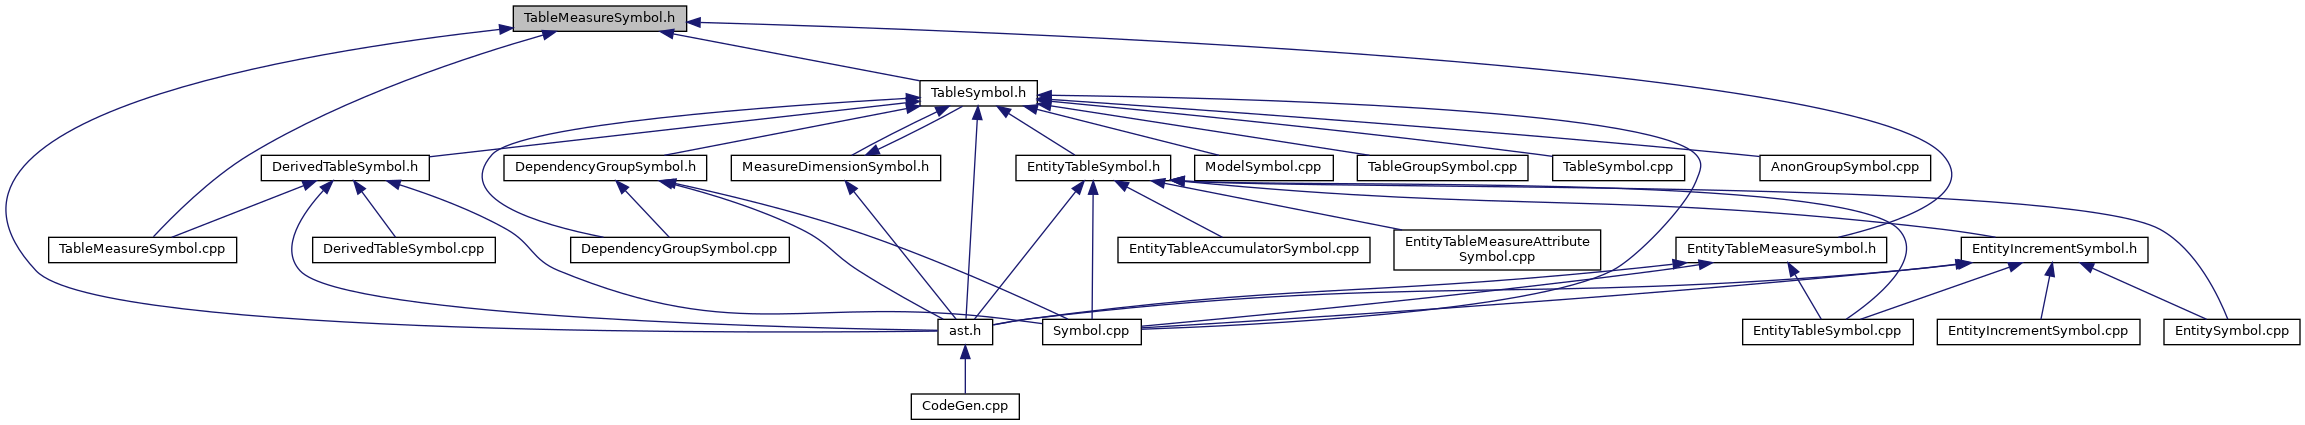 TableMeasureSymbol.h
TableSymbol.h
DerivedTableSymbol.h
DependencyGroupSymbol.h
MeasureDimensionSymbol.h
EntityTableSymbol.h
ModelSymbol.cpp
TableGroupSymbol.cpp
TableSymbol.cpp
AnonGroupSymbol.cpp
TableMeasureSymbol.cpp
DerivedTableSymbol.cpp
DependencyGroupSymbol.cpp
EntityTableAccumulatorSymbol.cpp
EntityTableMeasureAttribute
Symbol.cpp
EntityTableMeasureSymbol.h
EntityIncrementSymbol.h
ast.h
Symbol.cpp
EntityTableSymbol.cpp
EntityIncrementSymbol.cpp
EntitySymbol.cpp
CodeGen.cpp